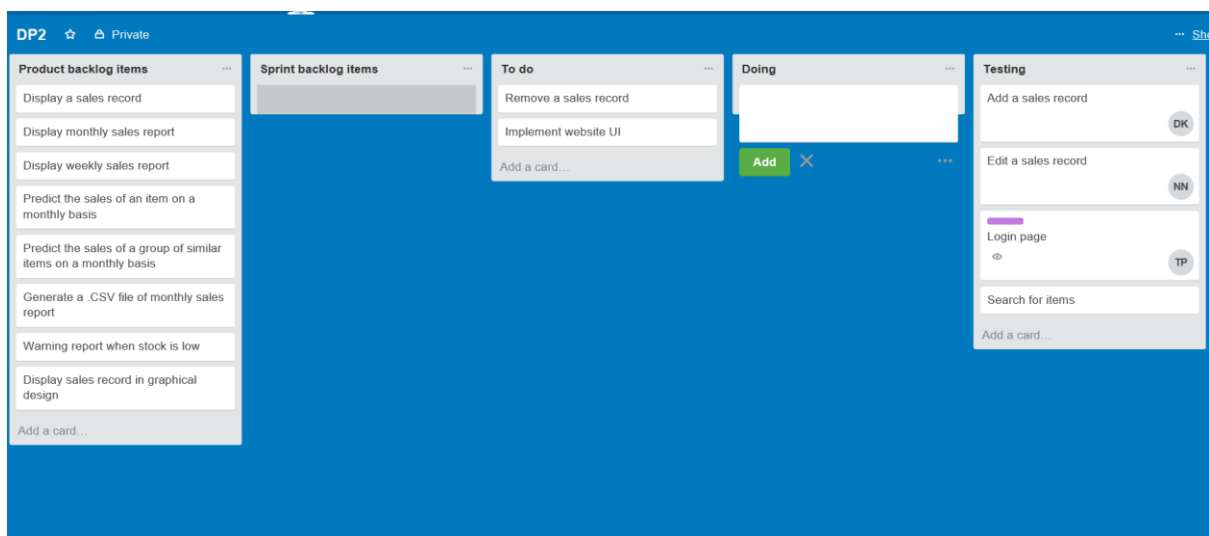 DP2 Private ... She
Product backlog items ...
Display a sales record
Display monthly sales report
Display weekly sales report
Predict the sales of an item on a
monthly basis
Predict the sales of a group of similar
items on a monthly basis
Generate a .CSV file of monthly sales
report
Warning report when stock is low
Display sales record in graphical
design
Add a card...
Sprint backlog items ...
To do ...
Remove a sales record
Implement website UI
Add a card...
Doing ...
Add ...
Testing ...
Add a sales record
DK
Edit a sales record
NN
Login page
TP
Search for items
Add a card...